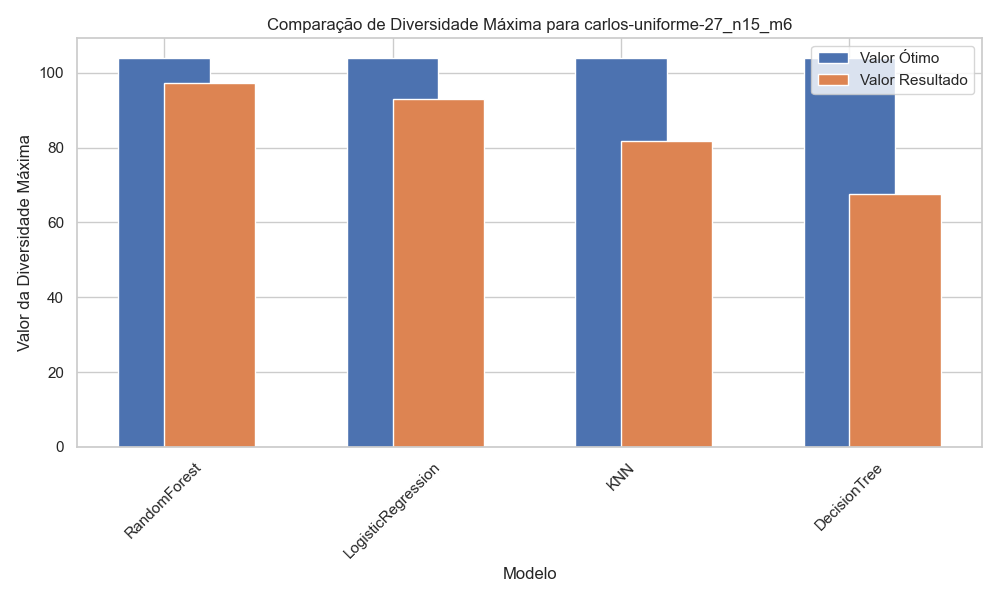 Comparação de Diversidade Máxima para carlos-uniforme-27_n15_m6
Valor Ótimo
Valor Resultado
Valor da Diversidade Máxima
100
80
60
40
20
0
RandomForest
LogisticRegression
KNN
DecisionTree
Modelo